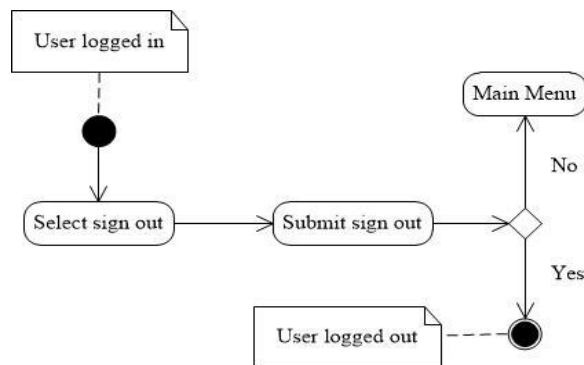 User logged in
Main Menu
No
Select sign out
Submit sign out
Yes
User logged out